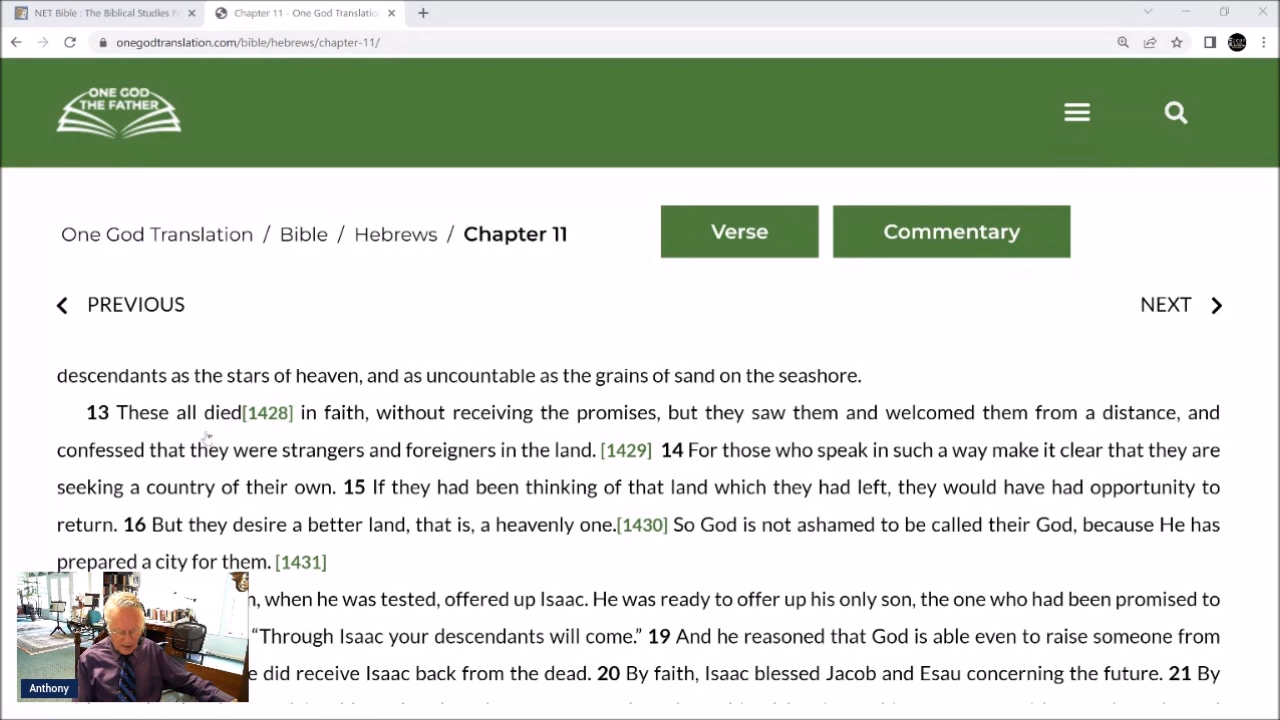 NET Bible : The Biblical Studies F
Chapter 11 - One God Translatio
onegodtranslation.com/bible/hebrews/chapter-11/
ONE GOD
THE FATHER
One God Translation / Bible / Hebrews / Chapter 11
Verse
Commentary
PREVIOUS
NEXT
descendants as the stars of heaven, and as uncountable as the grains of sand on the seashore.
13 These all died[1428] in faith, without receiving the promises, but they saw them and welcomed them from a distance, and
confessed that they were strangers and foreigners in the land. [1429] 14 For those who speak in such a way make it clear that they are
seeking a country of their own. 15 If they had been thinking of that land which they had left, they would have had opportunity to
return. 16 But they desire a better land, that is, a heavenly one.[1430] So God is not ashamed to be called their God, because He has
prepared a city for them. [1431]
, when he was tested, offered up Isaac. He was ready to offer up his only son, the one who had been promised to
“Through Isaac your descendants will come.” 19 And he reasoned that God is able even to raise someone from
e did receive Isaac back from the dead. 20 By faith, Isaac blessed Jacob and Esau concerning the future. 21 By
Anthony